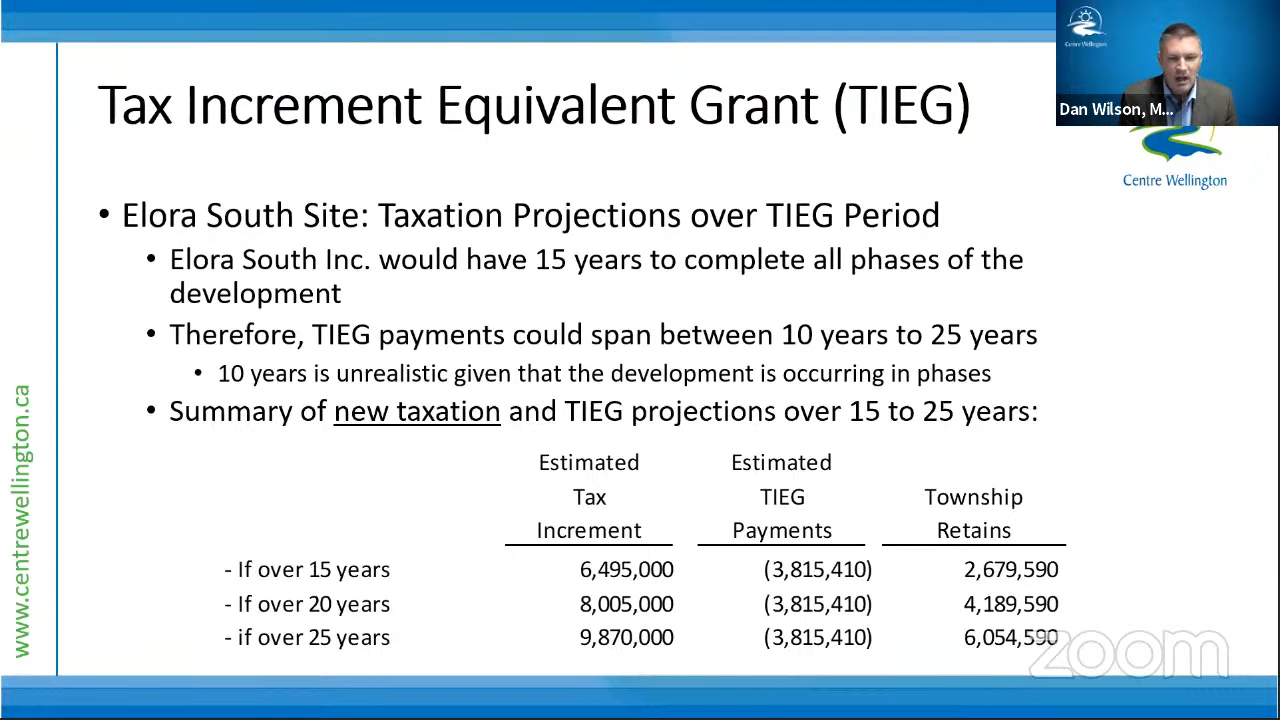 Tax Increment Equivalent Grant (TIEG)
Centre Wellington
Dan Wilson, M...
Centre Wellington
• Elora South Site: Taxation Projections over TIEG Period
• Elora South Inc. would have 15 years to complete all phases of the
development
• Therefore, TIEG payments could span between 10 years to 25 years
• 10 years is unrealistic given that the development is occurring in phases
• Summary of new taxation and TIEG projections over 15 to 25 years:
Estimated Estimated
Tax TIEG Township
Increment Payments Retains
- If over 15 years 6,495,000 (3,815,410) 2,679,590
- If over 20 years 8,005,000 (3,815,410) 4,189,590
- if over 25 years 9,870,000 (3,815,410) 6,054,590
zoom
www.centrewellington.ca